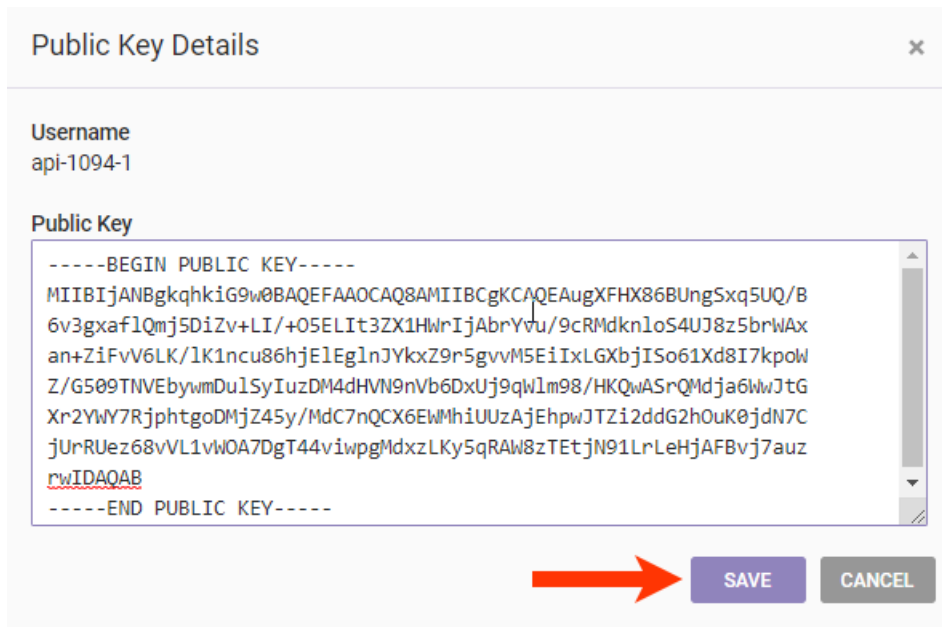 Public Key Details
×
Username
api-1094-1
Public Key
-----BEGIN PUBLIC KEY-----
MIIBIjANBgkqhkiG9w0BAQEFAAOCAQ8AMIIBCgKCAQEAugXFHX86BUngSxq5UQ/B
6v3gxaflQmj5DiZv+LI/+O5ELIt3ZX1HWrIjAbrYvu/9cRMdknloS4UJ8z5brWAx
an+ZiFvV6LK/lK1ncu86hjElEglnJYkxZ9r5gvvM5EiIxLGXbjISo61Xd8I7kpoW
Z/G509TNVEbywmDulSyIuzDM4dHVN9nVb6DxUj9qWlm98/HKQwASrQMdja6WwJtG
Xr2YWY7RjphtgoDMjZ45y/MdC7nQCX6EWMhiUUzAjEhpwJTZi2ddG2hOuK0jdN7C
jUrRUez68vVL1vWOA7DgT44viwpgMdxzLKy5qRAW8zTEtjN91LrLeHjAFBvj7auz
rwIDAQAB
-----END PUBLIC KEY-----
SAVE
CANCEL